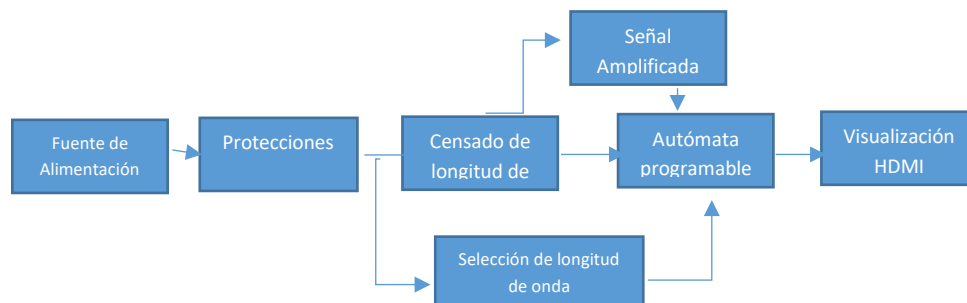 Señal
Amplificada
Fuente de
Alimentación
Protecciones
Censado de
longitud de
Autómata
programable
Visualización
HDMI
Selección de longitud
de onda